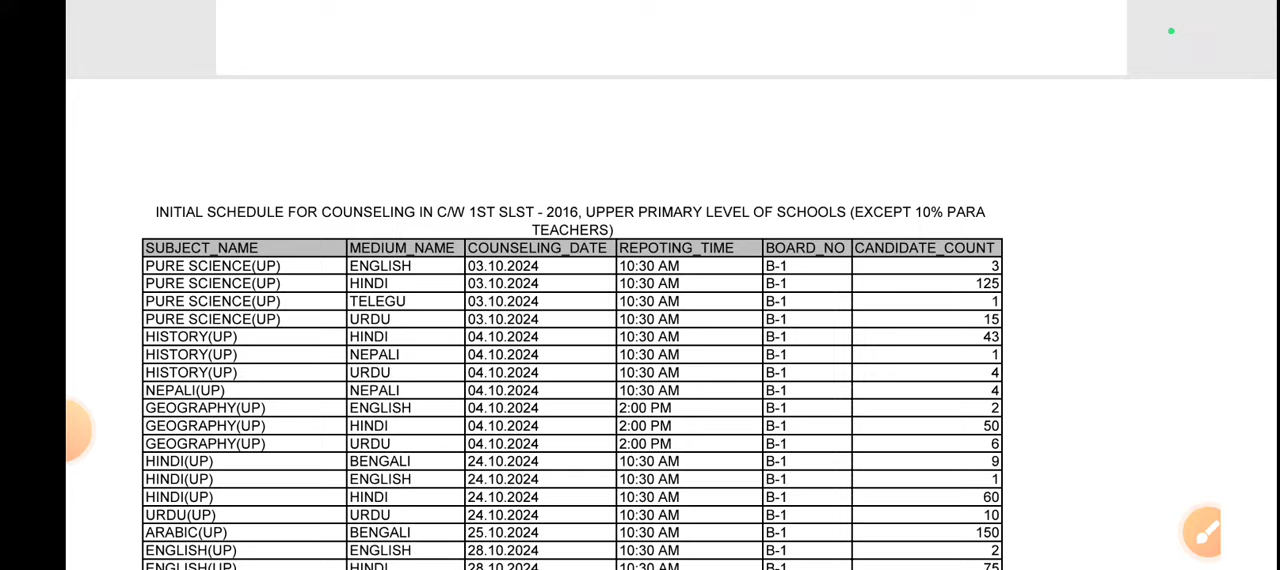 INITIAL SCHEDULE FOR COUNSELING IN C/W 1ST SLST - 2016, UPPER PRIMARY LEVEL OF SCHOOLS (EXCEPT 10% PARA
TEACHERS)
SUBJECT_NAME MEDIUM_NAME COUNSELING_DATE REPOTING_TIME BOARD_NO CANDIDATE_COUNT
PURE SCIENCE(UP) ENGLISH 03.10.2024 10:30 AM B-1 3
PURE SCIENCE(UP) HINDI 03.10.2024 10:30 AM B-1 125
PURE SCIENCE(UP) TELEGU 03.10.2024 10:30 AM B-1 1
PURE SCIENCE(UP) URDU 03.10.2024 10:30 AM B-1 15
HISTORY(UP) HINDI 04.10.2024 10:30 AM B-1 43
HISTORY(UP) NEPALI 04.10.2024 10:30 AM B-1 1
HISTORY(UP) URDU 04.10.2024 10:30 AM B-1 4
NEPALI(UP) NEPALI 04.10.2024 10:30 AM B-1 4
GEOGRAPHY(UP) ENGLISH 04.10.2024 2:00 PM B-1 2
GEOGRAPHY(UP) HINDI 04.10.2024 2:00 PM B-1 50
GEOGRAPHY(UP) URDU 04.10.2024 2:00 PM B-1 6
HINDI(UP) BENGALI 24.10.2024 10:30 AM B-1 9
HINDI(UP) ENGLISH 24.10.2024 10:30 AM B-1 1
HINDI(UP) HINDI 24.10.2024 10:30 AM B-1 60
URDU(UP) URDU 24.10.2024 10:30 AM B-1 10
ARABIC(UP) BENGALI 25.10.2024 10:30 AM B-1 150
ENGLISH(UP) ENGLISH 28.10.2024 10:30 AM B-1 2
ENGLISH(UP) HINDI 28.10.2024 10:30 AM B-1 75